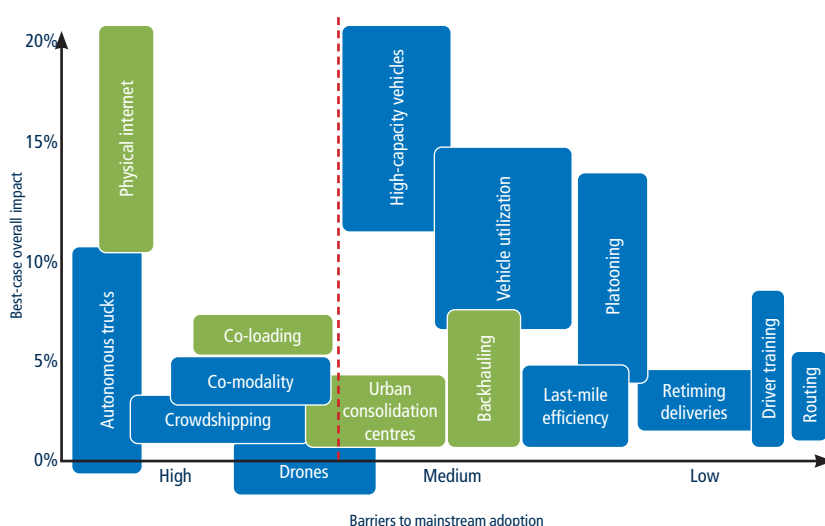 20%
15%
10%
5%
0%
Best-case overall impact
Physical internet
High-capacity vehicles
Vehicle utilization
Platooning
Autonomous trucks
Co-loading
Co-modality
Crowdshipping
Drones
Urban
consolidation
centres
Backhauling
Last-mile
efficiency
Retiming
deliveries
Driver training
Routing
High
Medium
Low
Barriers to mainstream adoption